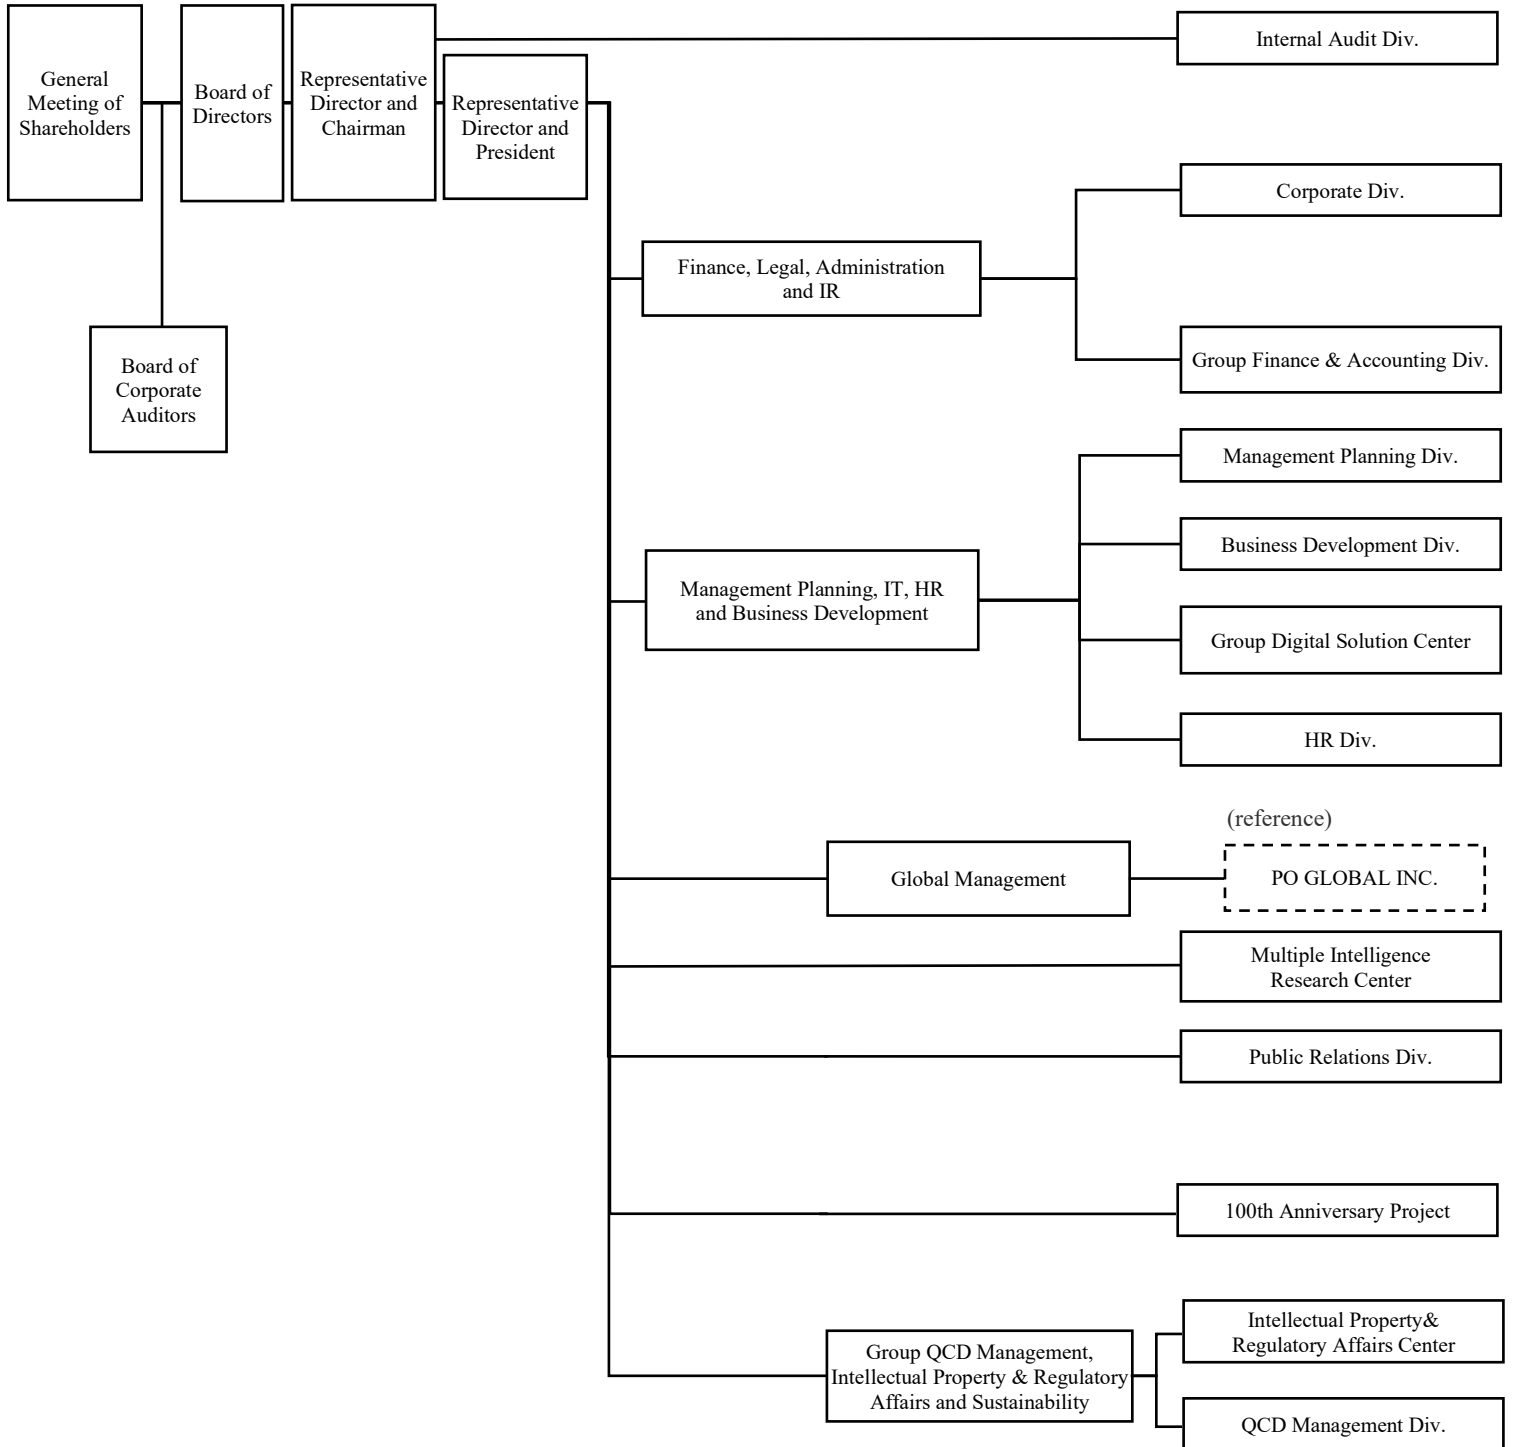 General
Meeting of
Shareholders
Board of
Directors
Representative
Director and
Chairman
Representative
Director and
President
Internal Audit Div.
Board of
Corporate
Auditors
Corporate Div.
Finance, Legal, Administration
and IR
Group Finance & Accounting Div.
Management Planning Div.
Business Development Div.
Management Planning, IT, HR
and Business Development
Group Digital Solution Center
HR Div.
(reference)
Global Management
PO GLOBAL INC.
Multiple Intelligence
Research Center
Public Relations Div.
100th Anniversary Project
Group QCD Management,
Intellectual Property & Regulatory
Affairs and Sustainability
Intellectual Property&
Regulatory Affairs Center
QCD Management Div.